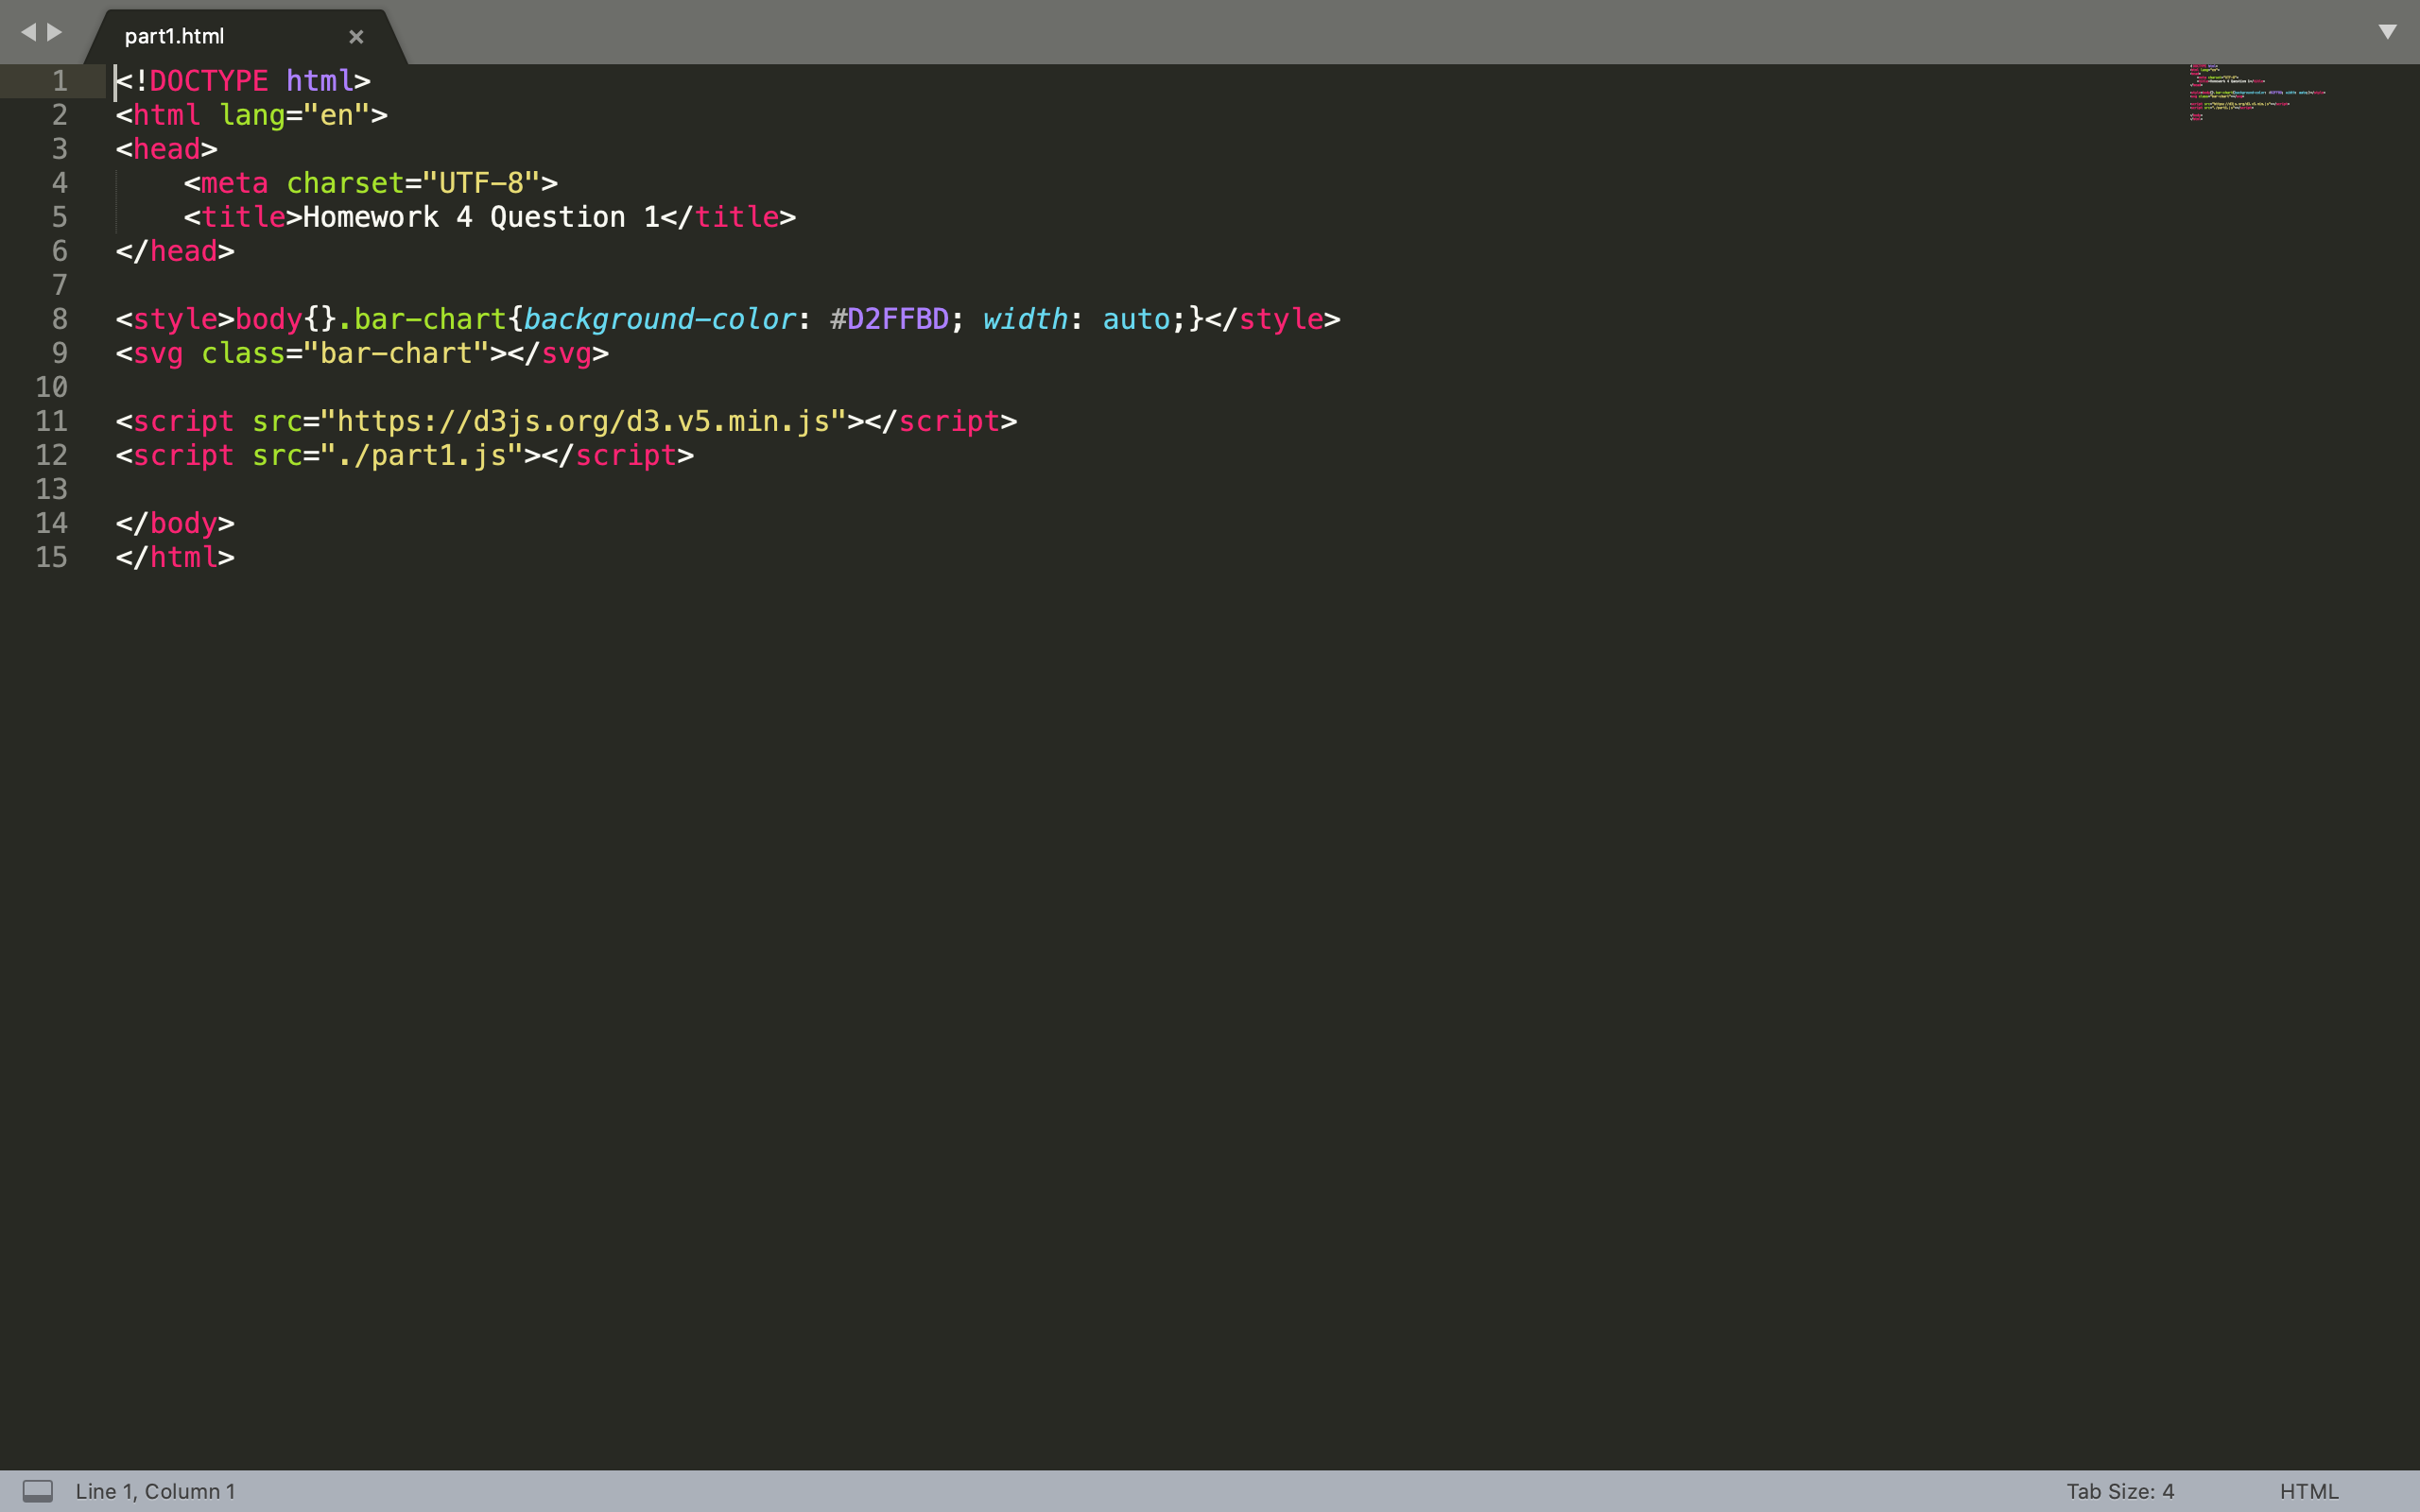 part1.html ×
1 <!DOCTYPE html>
2 <html lang="en">
3 <head>
4     <meta charset="UTF-8">
5     <title>Homework 4 Question 1</title>
6 </head>
7
8 <style>body{}.bar-chart{background-color: #D2FFBD; width: auto;}</style>
9 <svg class="bar-chart"></svg>
10
11 <script src="https://d3js.org/d3.v5.min.js"></script>
12 <script src="./part1.js"></script>
13
14 </body>
15 </html>
Line 1, Column 1 Tab Size: 4 HTML